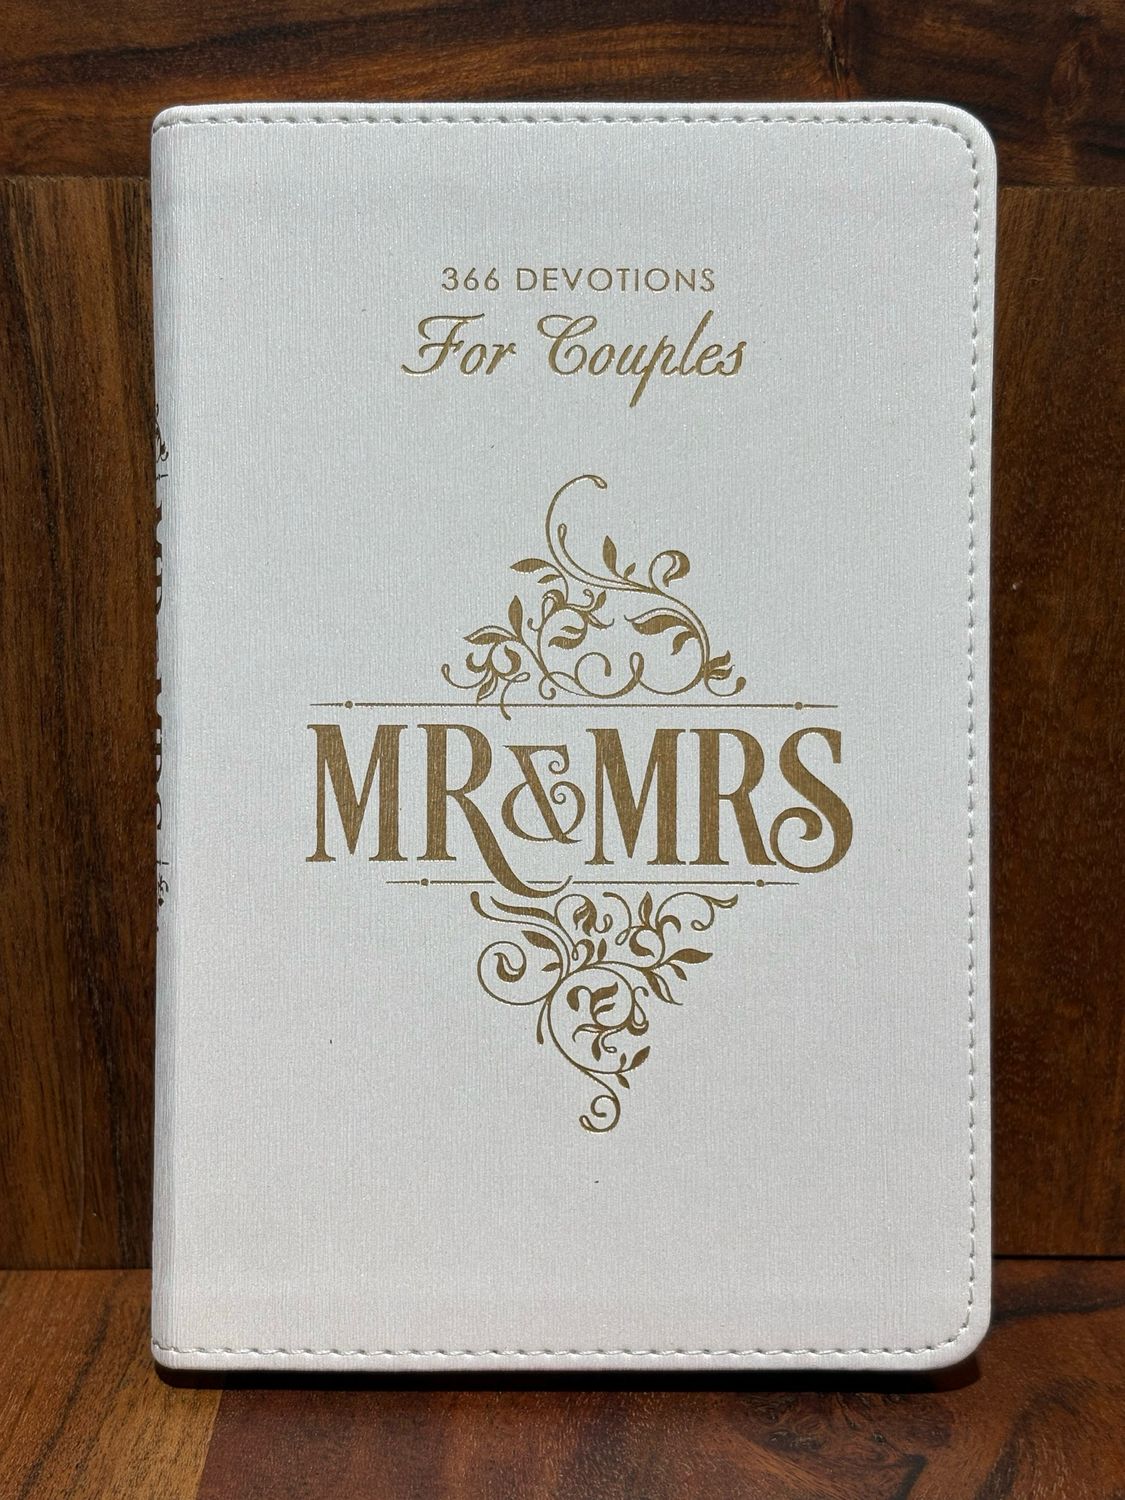 366 DEVOTIONS
For Couples
MR & MRS